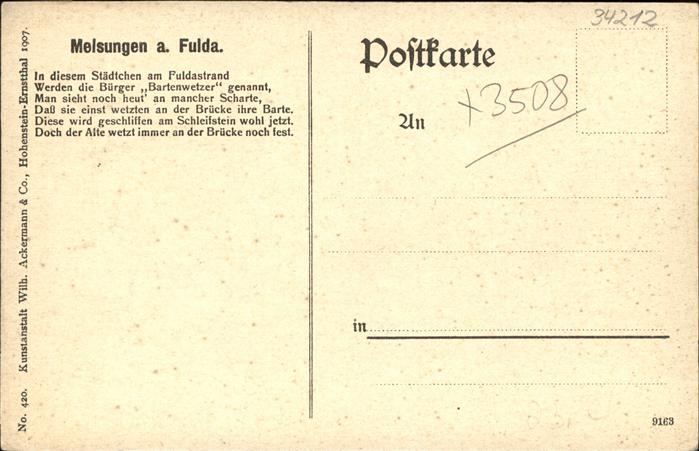 Melsungen a. Fulda.
In diesem Städtchen am Fuldastrand
Werden die Bürger „Bartenwetzer“ genannt,
Man sieht noch heut' an mancher Scharte,
Daß sie einst wetzten an der Brücke ihre Barte.
Diese wird geschliffen am Schleifstein wohl jetzt.
Doch der Alte wetzt immer an der Brücke noch fest.
No. 420. Kunstanstalt Wilh. Ackermann & Co., Hohenstein-Ernstthal 1907.
34212
Poſtkarte
+3508
An
in
9163